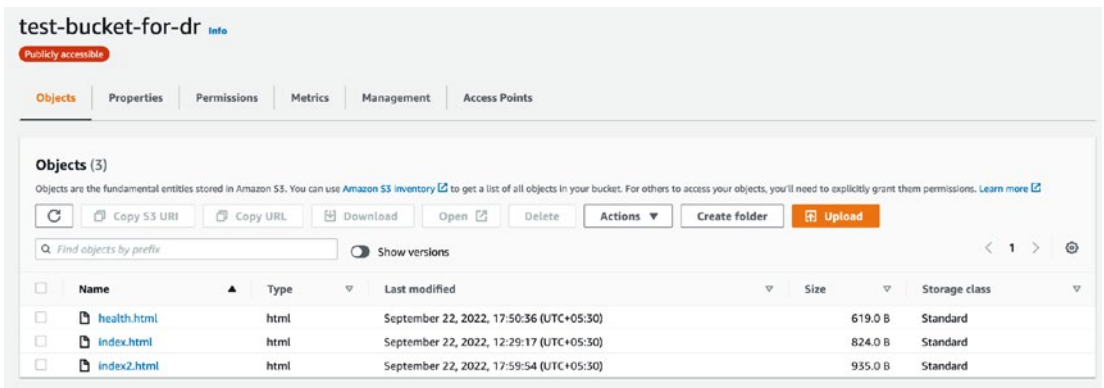 test-bucket-for-dr Info
Publicly accessible
Objects Properties Permissions Metrics Management Access Points
Objects (3)
Objects are the fundamental entities stored in Amazon S3. You can use Amazon S3 inventory to get a list of all objects in your bucket. For others to access your objects, you'll need to explicitly grant them permissions. Learn more
Copy S3 URI Copy URL Download Open Delete Actions Create folder Upload
Find objects by prefix Show versions 1
Name Type Last modified Size Storage class
health.html html September 22, 2022, 17:50:36 (UTC+05:30) 619.0 B Standard
index.html html September 22, 2022, 12:29:17 (UTC+05:30) 824.0 B Standard
index2.html html September 22, 2022, 17:59:54 (UTC+05:30) 935.0 B Standard